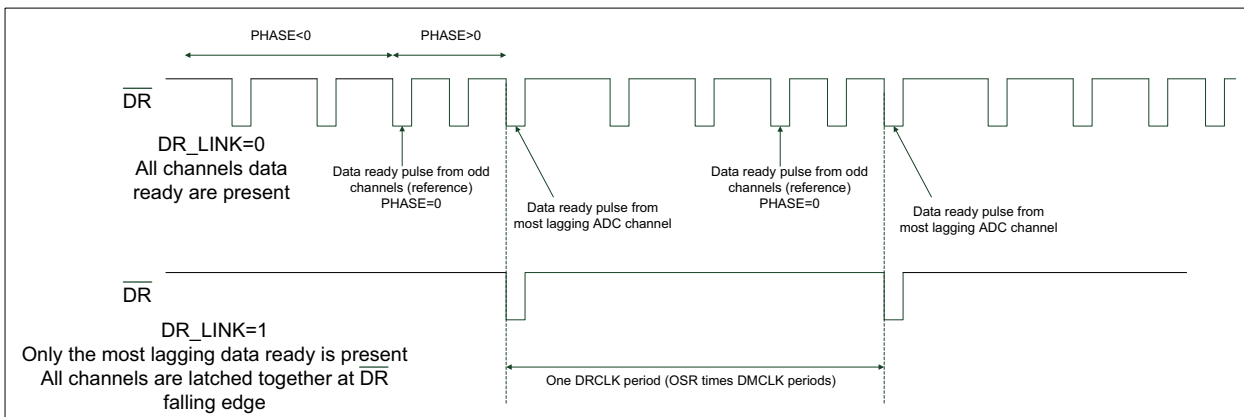 PHASE<0
PHASE>0
DR
DR_LINK=0
All channels data
ready are present
Data ready pulse from odd
channels (reference)
PHASE=0
Data ready pulse from
most lagging ADC channel
Data ready pulse from odd
channels (reference)
PHASE=0
Data ready pulse from
most lagging ADC channel
DR
DR_LINK=1
Only the most lagging data ready is present
All channels are latched together at DR
falling edge
One DRCLK period (OSR times DMCLK periods)